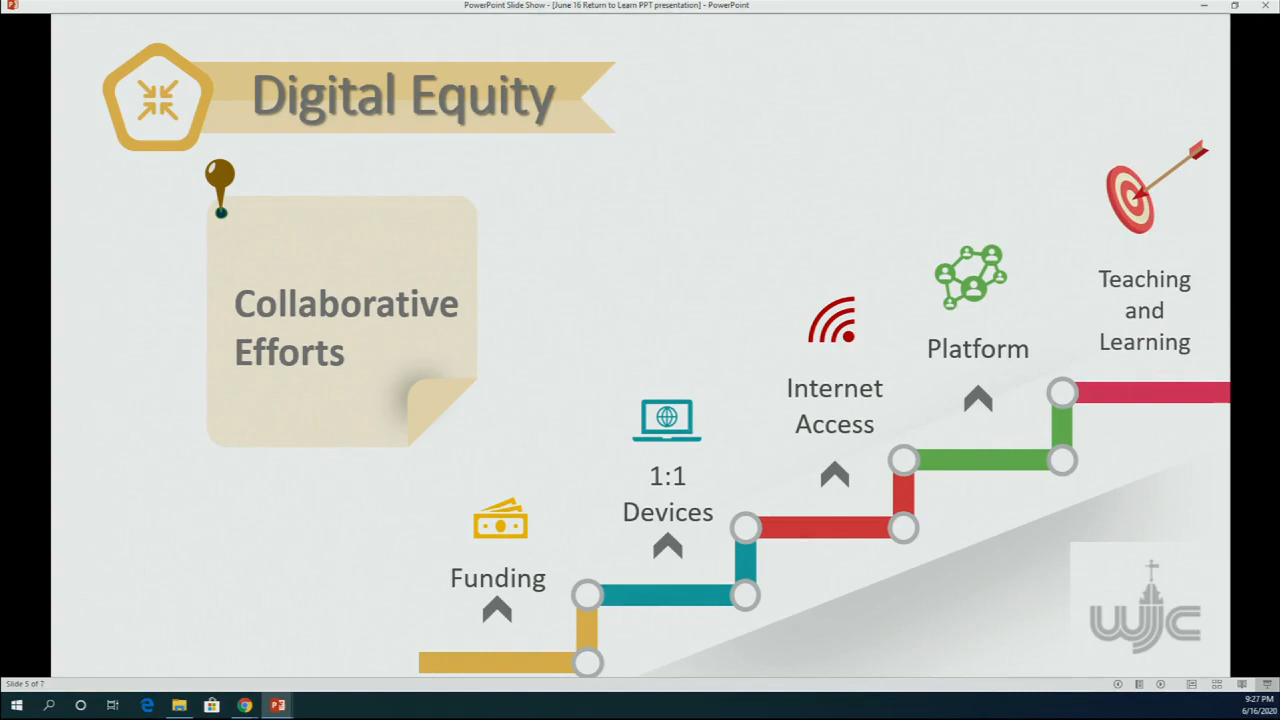 PowerPoint Slide Show - [June 16 Return to Learn PPT presentation] - PowerPoint
Digital Equity
Collaborative
Efforts
Teaching
and
Learning
Platform
Internet
Access
1:1
Devices
Funding
WJCC
Slide 5 of 7
9:27 PM
6/16/2020